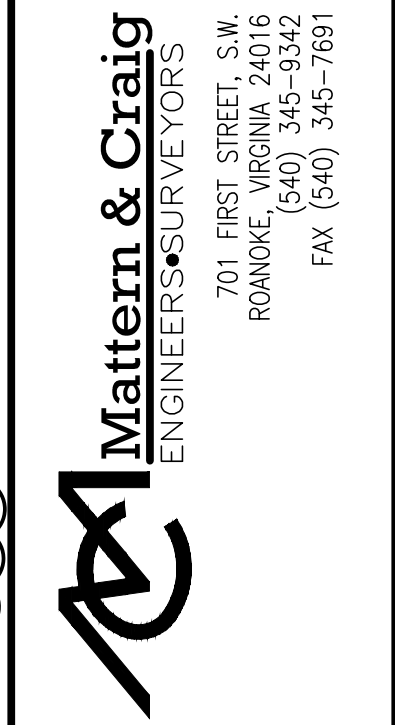 Mattern & Craig
ENGINEERS•SURVEYORS
701 FIRST STREET, S.W.
ROANOKE, VIRGINIA 24016
(540) 345-9342
FAX (540) 345-7691